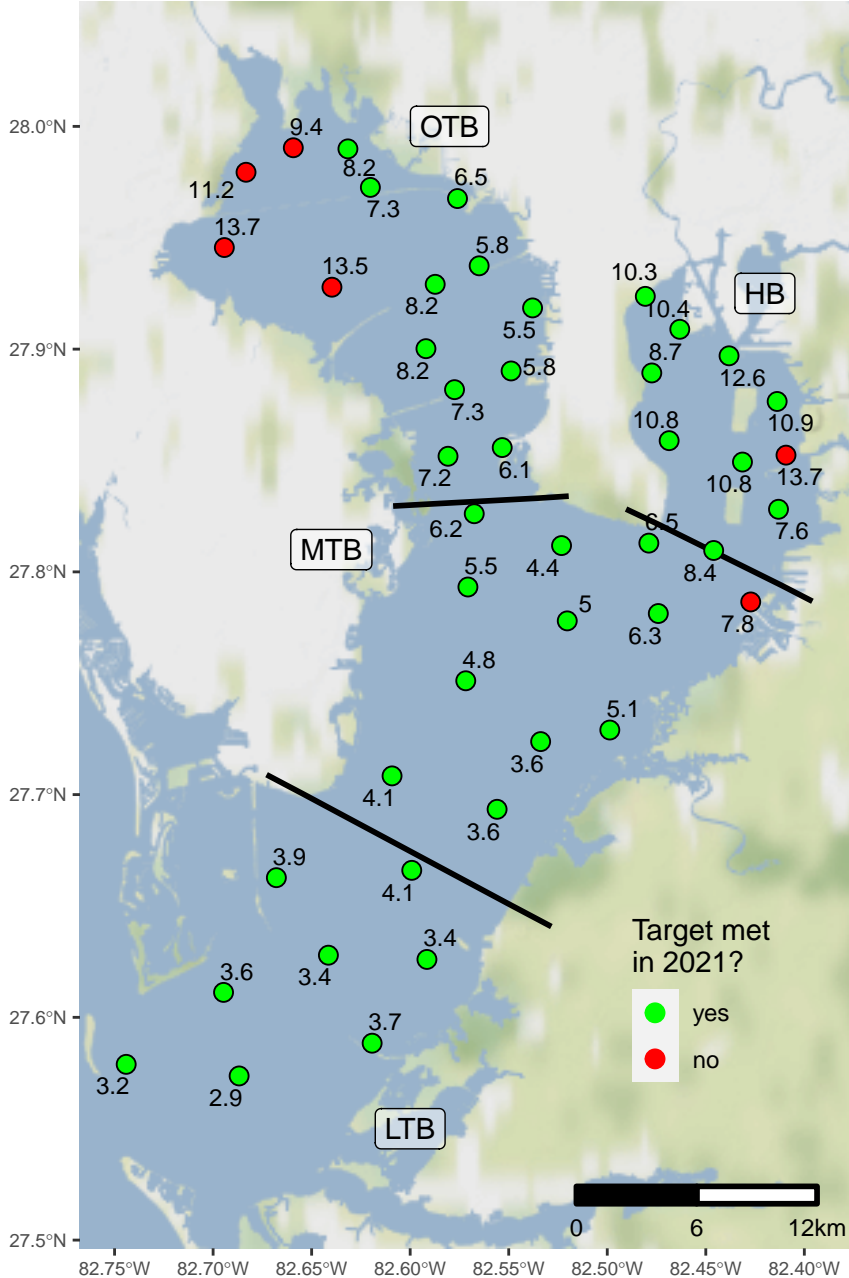 28.0°N
27.9°N
27.8°N
27.7°N
27.6°N
27.5°N
9.4
OTB
8.2
11.2
6.5
7.3
13.7
5.8
13.5
10.3
HB
8.2
10.4
5.5
8.7
8.2
5.8
12.6
7.3
10.8
10.9
7.2
6.1
10.8
13.7
6.2
6.5
7.6
MTB
4.4
8.4
5.5
5
7.8
6.3
4.8
5.1
3.6
4.1
3.6
3.9
4.1
3.4
Target met
in 2021?
3.4
3.6
yes
3.7
no
3.2
2.9
LTB
0 6 12km
82.75°W 82.70°W 82.65°W 82.60°W 82.55°W 82.50°W 82.45°W 82.40°W